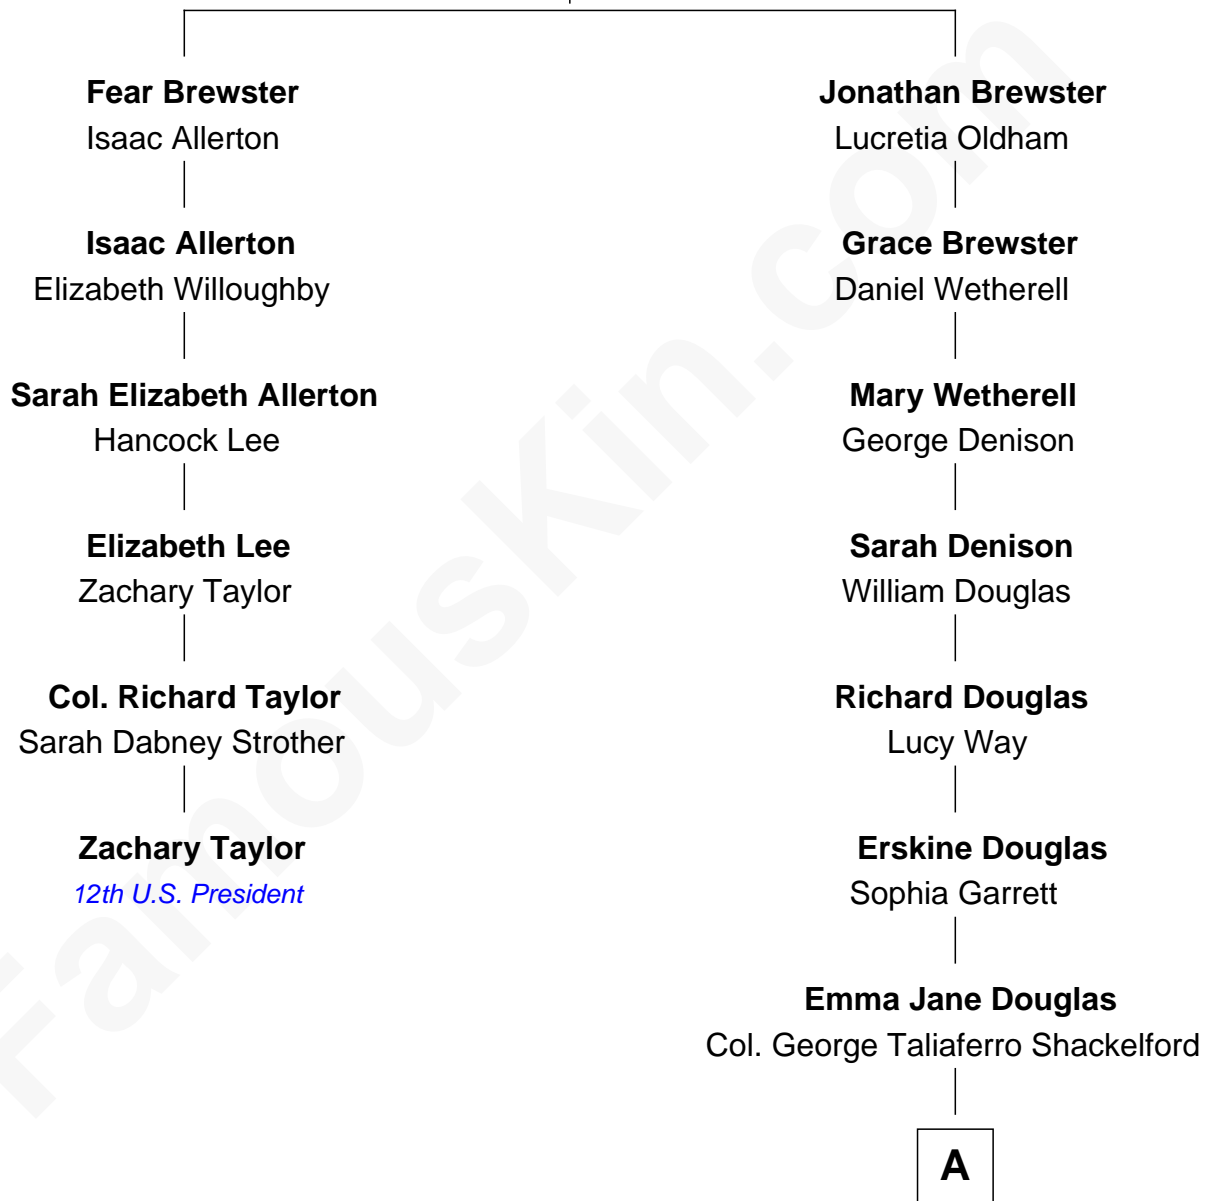 Fear Brewster
Isaac Allerton
Isaac Allerton
Elizabeth Willoughby
Sarah Elizabeth Allerton
Hancock Lee
Elizabeth Lee
Zachary Taylor
Col. Richard Taylor
Sarah Dabney Strother
Zachary Taylor
12th U.S. President
Jonathan Brewster
Lucretia Oldham
Grace Brewster
Daniel Wetherell
Mary Wetherell
George Denison
Sarah Denison
William Douglas
Richard Douglas
Lucy Way
Erskine Douglas
Sophia Garrett
Emma Jane Douglas
Col. George Taliaferro Shackelford
A
FamousKin.com